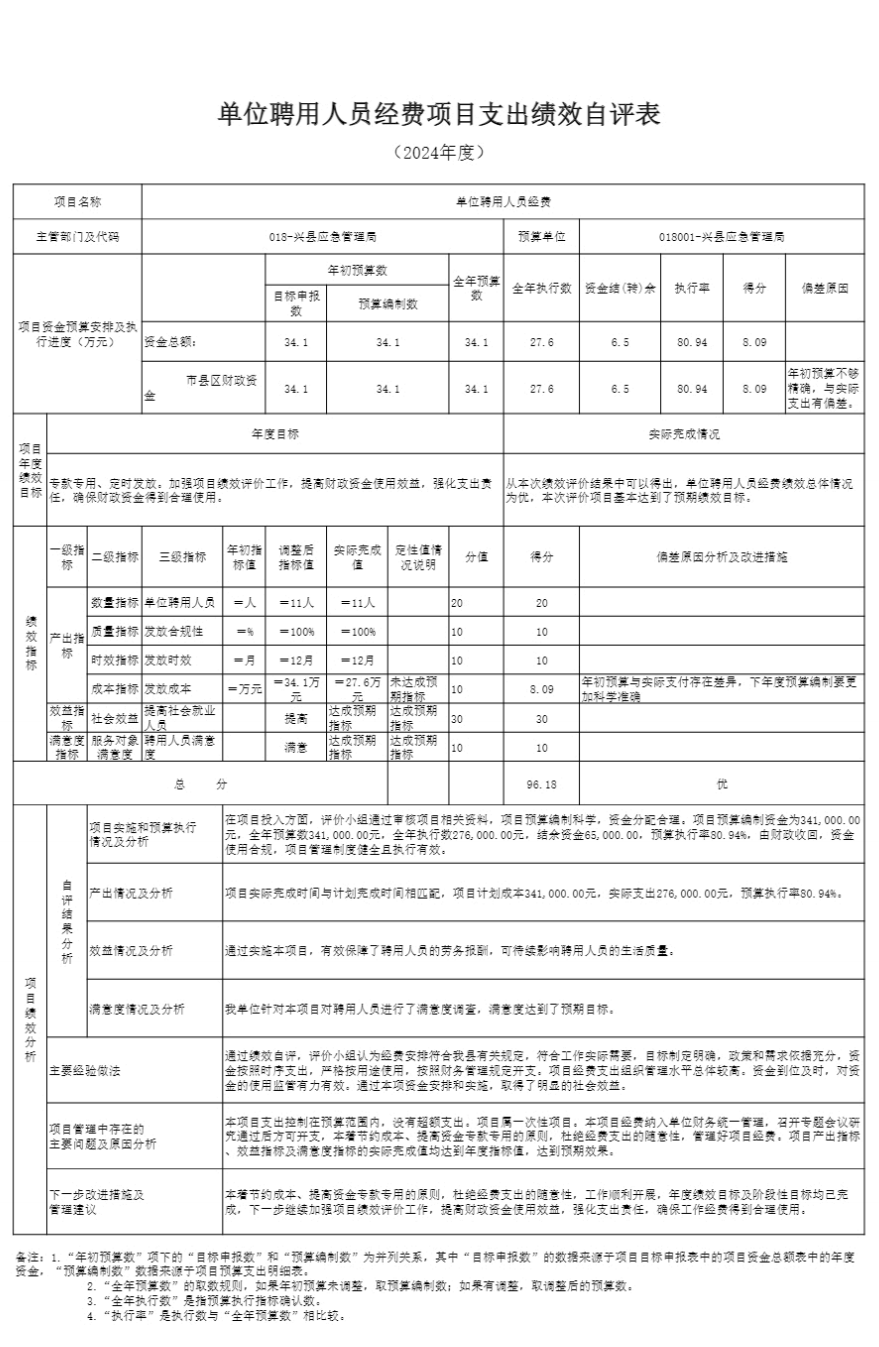 单位聘用人员经费项目支出绩效自评表
（2024年度）
项目名称
单位聘用人员经费
主管部门及代码
018-兴县应急管理局
预算单位
018001-兴县应急管理局
项目资金预算安排及执
行进度（万元）
年初预算数
目标申报
数
预算编制数
全年预算
数
全年执行数
资金结(转)余
执行率
得分
偏差原因
资金总额：
34.1
34.1
34.1
27.6
6.5
80.94
8.09
市县区财政资
金
34.1
34.1
34.1
27.6
6.5
80.94
8.09
年初预算不够
精确，与实际
支出有偏差。
项目
年度
绩效
目标
年度目标
实际完成情况
专款专用、定时发放。加强项目绩效评价工作，提高财政资金使用效益，强化支出责
任，确保财政资金得到合理使用。
从本次绩效评价结果中可以得出，单位聘用人员经费绩效总体情况
为优，本次评价项目基本达到了预期绩效目标。
绩
效
指
标
一级指
标
二级指标
三级指标
年初指
标值
调整后
指标值
实际完成
值
定性值情
况说明
分值
得分
偏差原因分析及改进措施
产出指
标
数量指标
单位聘用人员
＝人
＝11人
＝11人
20
20
质量指标
发放合规性
＝%
＝100%
＝100%
10
10
时效指标
发放时效
＝月
＝12月
＝12月
10
10
成本指标
发放成本
＝万元
＝34.1万
元
＝27.6万
元
未达成预
期指标
10
8.09
年初预算与实际支付存在差异，下年度预算编制要更
加科学准确
效益指
标
社会效益
提高社会就业
人员
提高
达成预期
指标
达成预期
指标
30
30
满意度
指标
服务对象
满意度
聘用人员满意
度
满意
达成预期
指标
达成预期
指标
10
10
总 分
96.18
优
项
目
绩
效
分
析
自
评
结
果
分
析
项目实施和预算执行
情况及分析
在项目投入方面，评价小组通过审核项目相关资料，项目预算编制科学，资金分配合理。项目预算编制资金为341,000.00
元，全年预算数341,000.00元，全年执行数276,000.00元，结余资金65,000.00，预算执行率80.94%，由财政收回，资金
使用合规，项目管理制度健全且执行有效。
产出情况及分析
项目实际完成时间与计划完成时间相匹配，项目计划成本341,000.00元，实际支出276,000.00元，预算执行率80.94%。
效益情况及分析
通过实施本项目，有效保障了聘用人员的劳务报酬，可持续影响聘用人员的生活质量。
满意度情况及分析
我单位针对本项目对聘用人员进行了满意度调查，满意度达到了预期目标。
主要经验做法
通过绩效自评，评价小组认为经费安排符合我县有关规定，符合工作实际需要，目标制定明确，政策和需求依据充分，资
金按照时序支出，严格按用途使用，按照财务管理规定开支。项目经费支出组织管理水平总体较高。资金到位及时，对资
金的使用监管有力有效。通过本项资金安排和实施，取得了明显的社会效益。
项目管理中存在的
主要问题及原因分析
本项目支出控制在预算范围内，没有超额支出。项目属一次性项目。本项目经费纳入单位财务统一管理，召开专题会议研
究通过后方可开支，本着节约成本、提高资金专款专用的原则，杜绝经费支出的随意性，管理好项目经费。项目产出指标
、效益指标及满意度指标的实际完成值均达到年度指标值，达到预期效果。
下一步改进措施及
管理建议
本着节约成本、提高资金专款专用的原则，杜绝经费支出的随意性，工作顺利开展，年度绩效目标及阶段性目标均已完
成，下一步继续加强项目绩效评价工作，提高财政资金使用效益，强化支出责任，确保工作经费得到合理使用。
备注：1.“年初预算数”项下的“目标申报数”和“预算编制数”为并列关系，其中“目标申报数”的数据来源于项目目标申报表中的项目资金总额表中的年度
资金，“预算编制数”数据来源于项目预算支出明细表。
2.“全年预算数”的取数规则，如果年初预算未调整，取预算编制数；如果有调整，取调整后的预算数。
3.“全年执行数”是指预算执行指标确认数。
4.“执行率”是执行数与“全年预算数”相比较。